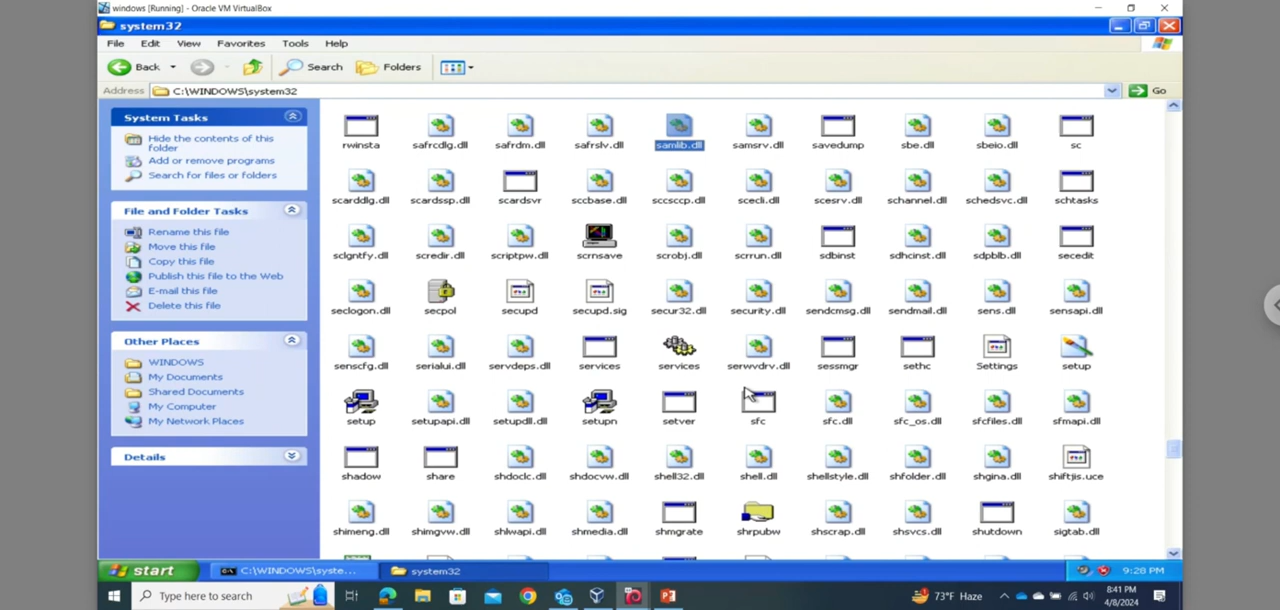 windows [Running] - Oracle VM VirtualBox
system32
File Edit View Favorites Tools Help
Back Search Folders
Address C:\WINDOWS\system32 Go
System Tasks
Hide the contents of this
folder
Add or remove programs
Search for files or folders
File and Folder Tasks
Rename this file
Move this file
Copy this file
Publish this file to the Web
E-mail this file
Delete this file
Other Places
WINDOWS
My Documents
Shared Documents
My Computer
My Network Places
Details
rwinsta safrcdlg.dll safrdm.dll safrslv.dll samlib.dll samsrv.dll savedump sbe.dll sbeio.dll sc
scarddlg.dll scardssp.dll scardsvr sccbase.dll sccsccp.dll scecli.dll scesrv.dll schannel.dll schedsvc.dll schtasks
sclgntfy.dll scredir.dll scriptpw.dll scrnsave scrobj.dll scrrun.dll sdbinst sdhcinst.dll sdpblb.dll secedit
seclogon.dll secpol secupd secupd.sig secur32.dll security.dll sendcmsg.dll sendmail.dll sens.dll sensapi.dll
senscfg.dll serialui.dll servdeps.dll services services serwvdrv.dll sessmgr sethc Settings setup
setup setupapi.dll setupdll.dll setupn setver sfc sfc.dll sfc_os.dll sfcfiles.dll sfmapi.dll
shadow share shdoclc.dll shdocvw.dll shell32.dll shell.dll shellstyle.dll shfolder.dll shgina.dll shiftjis.uce
shimeng.dll shimgvw.dll shlwapi.dll shmedia.dll shmgrate shrpubw shscrap.dll shsvcs.dll shutdown sigtab.dll
start C:\WINDOWS\syste... system32 9:28 PM
Type here to search 73°F Haze 8:41 PM
4/8/2024